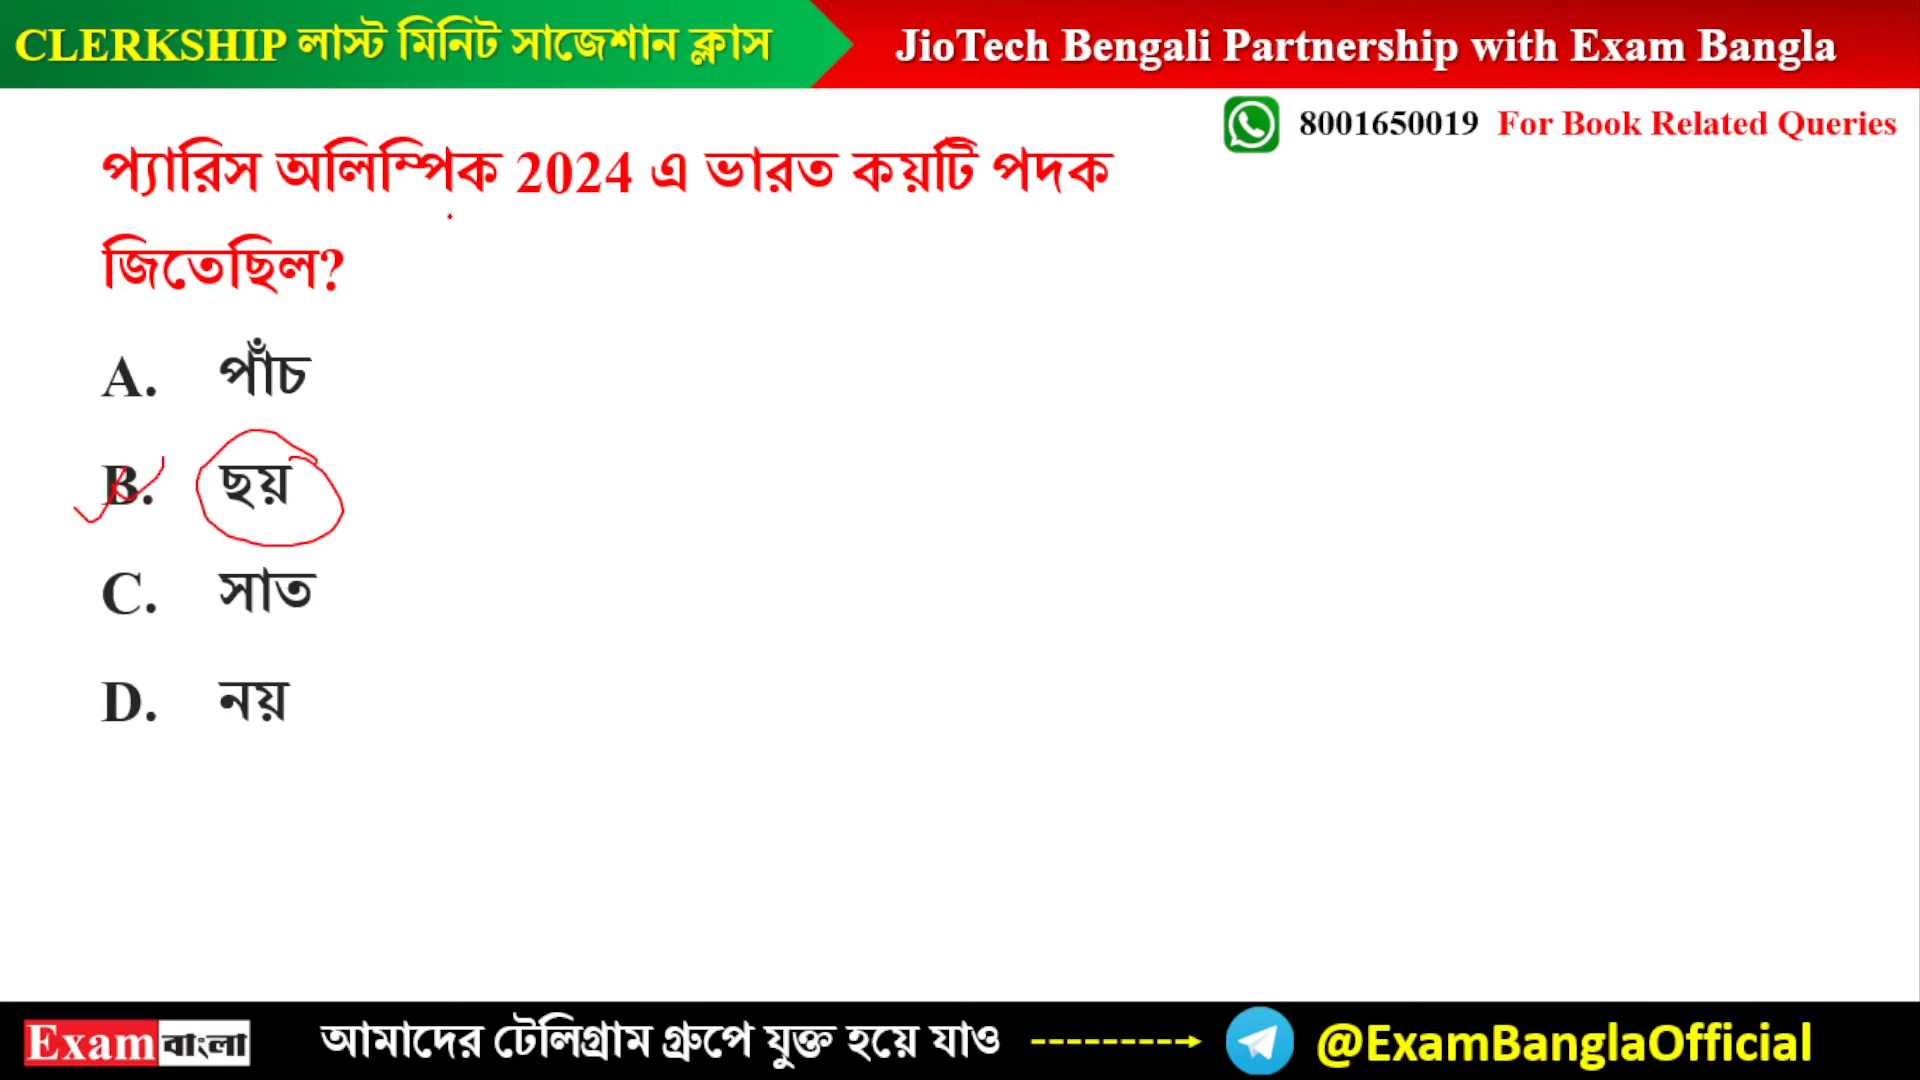 CLERKSHIP লাস্ট মিনিট সাজেশান ক্লাস
JioTech Bengali Partnership with Exam Bangla
8001650019 For Book Related Queries
প্যারিস অলিম্পিক 2024 এ ভারত কয়টি পদক
জিতেছিল?
A. পাঁচ
B. ছয়
C. সাত
D. নয়
Exam বাংলা
আমাদের টেলিগ্রাম গ্রুপে যুক্ত হয়ে যাও
@ExamBanglaOfficial